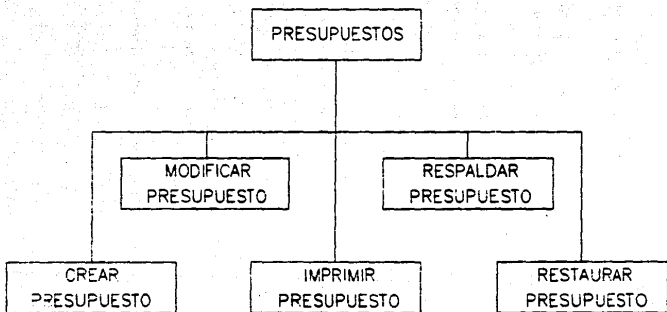 PRESUPUESTOS
MODIFICAR
PRESUPUESTO
RESPALDAR
PRESUPUESTO
CREAR
PRESUPUESTO
IMPRIMIR
PRESUPUESTO
RESTAURAR
PRESUPUESTO